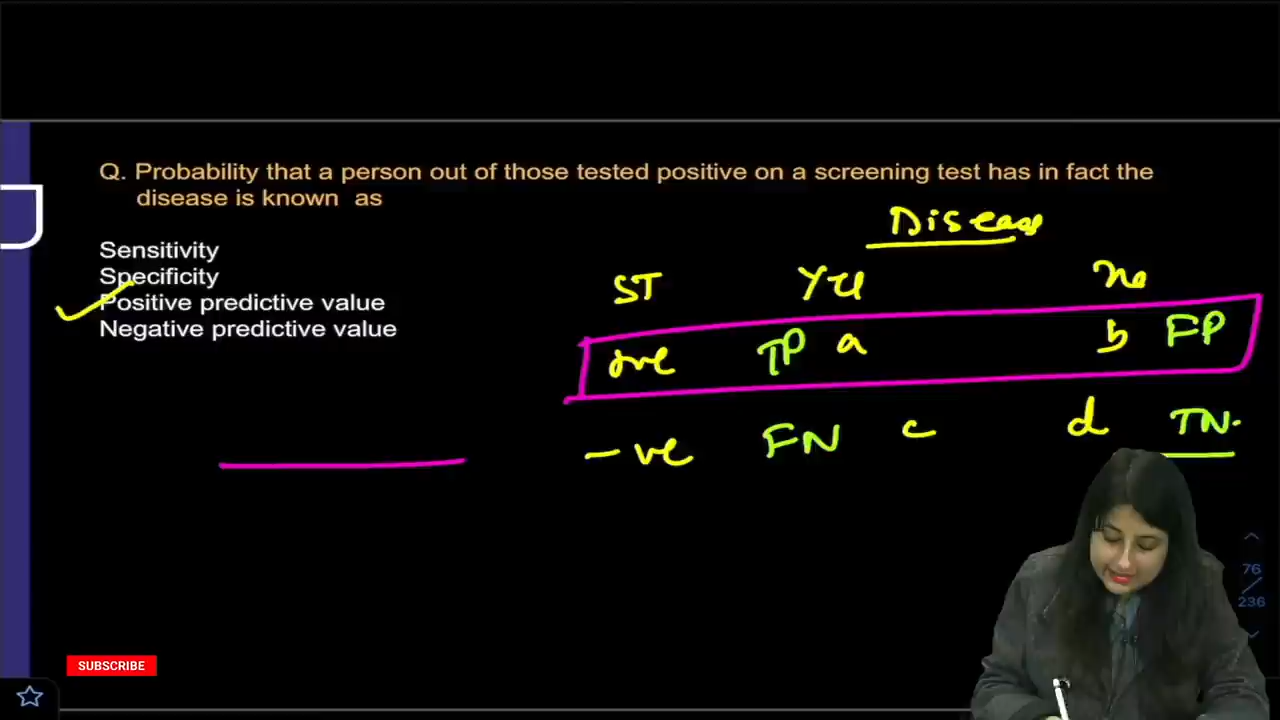 Q. Probability that a person out of those tested positive on a screening test has in fact the
disease is known as
Sensitivity
Specificity
Positive predictive value
Negative predictive value
Disease
ST Yes no
+ve TP a b FP
-ve FN c d TN.
76
236
SUBSCRIBE